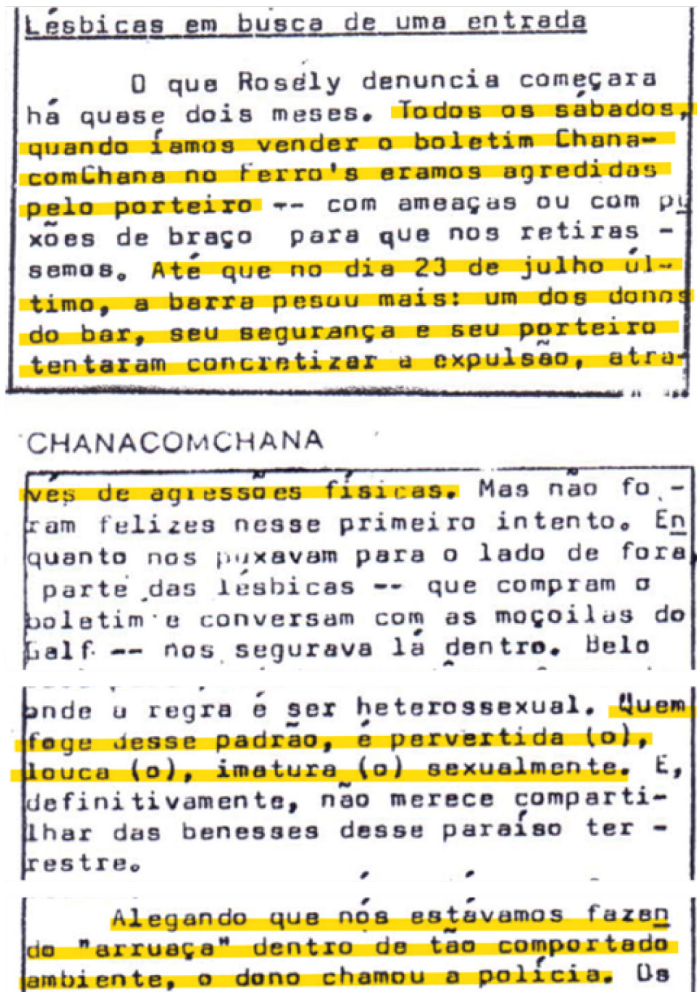 Lésbicas em busca de uma entrada
O que Rosely denuncia começara
há quase dois meses. Todos os sábados,
quando íamos vender o boletim Chana-
comChana no Ferro's eramos agredidas
pelo porteiro -- com ameaças ou com pu
xões de braço para que nos retiras -
semos. Até que no dia 23 de julho úl-
timo, a barra pesou mais: um dos donos
do bar, seu segurança e seu porteiro
tentaram concretizar a expulsão, atra-
CHANACOMCHANA
vés de agressões físicas. Mas não fo -
ram felizes nesse primeiro intento. En
quanto nos puxavam para o lado de fora,
parte das lésbicas -- que compram o
boletim e conversam com as moçoilas do
Galf -- nos segurava lá dentro. Belo
onde a regra é ser heterossexual. Quem
foge desse padrão, é pervertida (o),
louca (o), imatura (o) sexualmente. E,
definitivamente, não merece comparti-
lhar das benesses desse paraíso ter -
restre.
Alegando que nós estávamos fazen
do "arruaça" dentro de tão comportado
ambiente, o dono chamou a polícia. Os